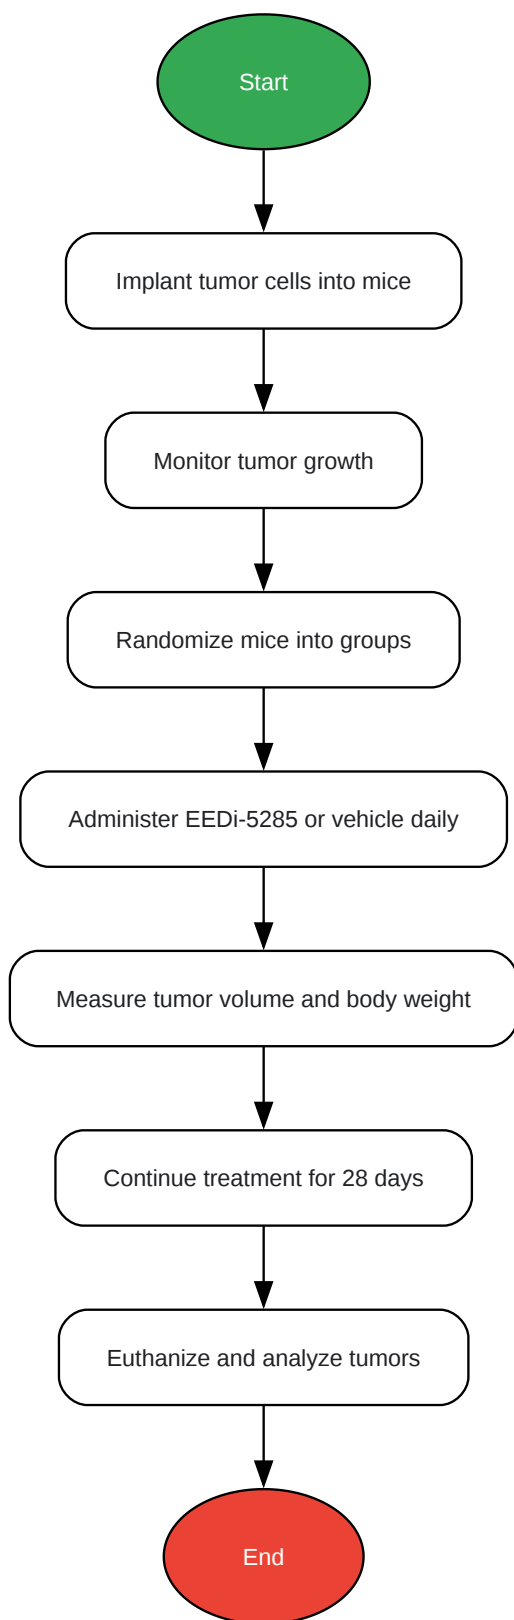 Start
Implant tumor cells into mice
Monitor tumor growth
Randomize mice into groups
Administer EEDi-5285 or vehicle daily
Measure tumor volume and body weight
Continue treatment for 28 days
Euthanize and analyze tumors
End